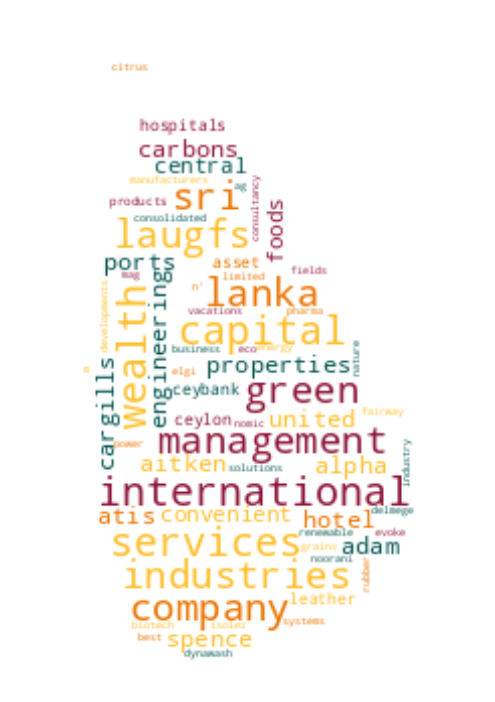 citrus
hospitals
carbons
central
manufacturers
ag
sri
products
consultancy
consolidated
foods
laugfs
ports
asset
mag
engineering
limited
fields
wealth
developments
n'
lanka
vacations
pharma
capital
business
eco
energy
nature
elgi
properties
cargills
ceybank
green
ceylon
nomic
united
fairway
power
management
aitken
solutions
alpha
industry
international
atis
convenient
hotel
delmege
services
renewable
evoke
grains
adam
noorani
industries
rubber
company
leather
biotech
isolez
systems
best
spence
dynawash